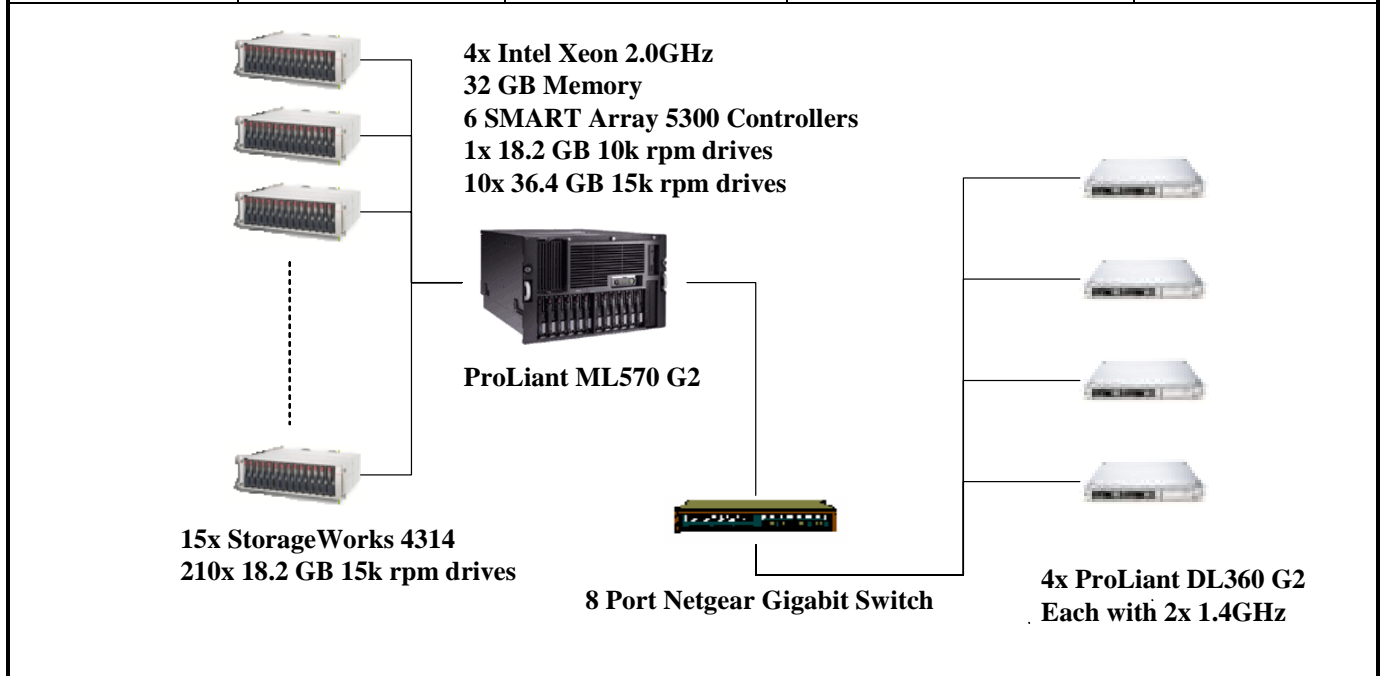 4x Intel Xeon 2.0GHz
32 GB Memory
6 SMART Array 5300 Controllers
1x 18.2 GB 10k rpm drives
10x 36.4 GB 15k rpm drives
ProLiant ML570 G2
15x StorageWorks 4314
210x 18.2 GB 15k rpm drives
8 Port Netgear Gigabit Switch
4x ProLiant DL360 G2
Each with 2x 1.4GHz